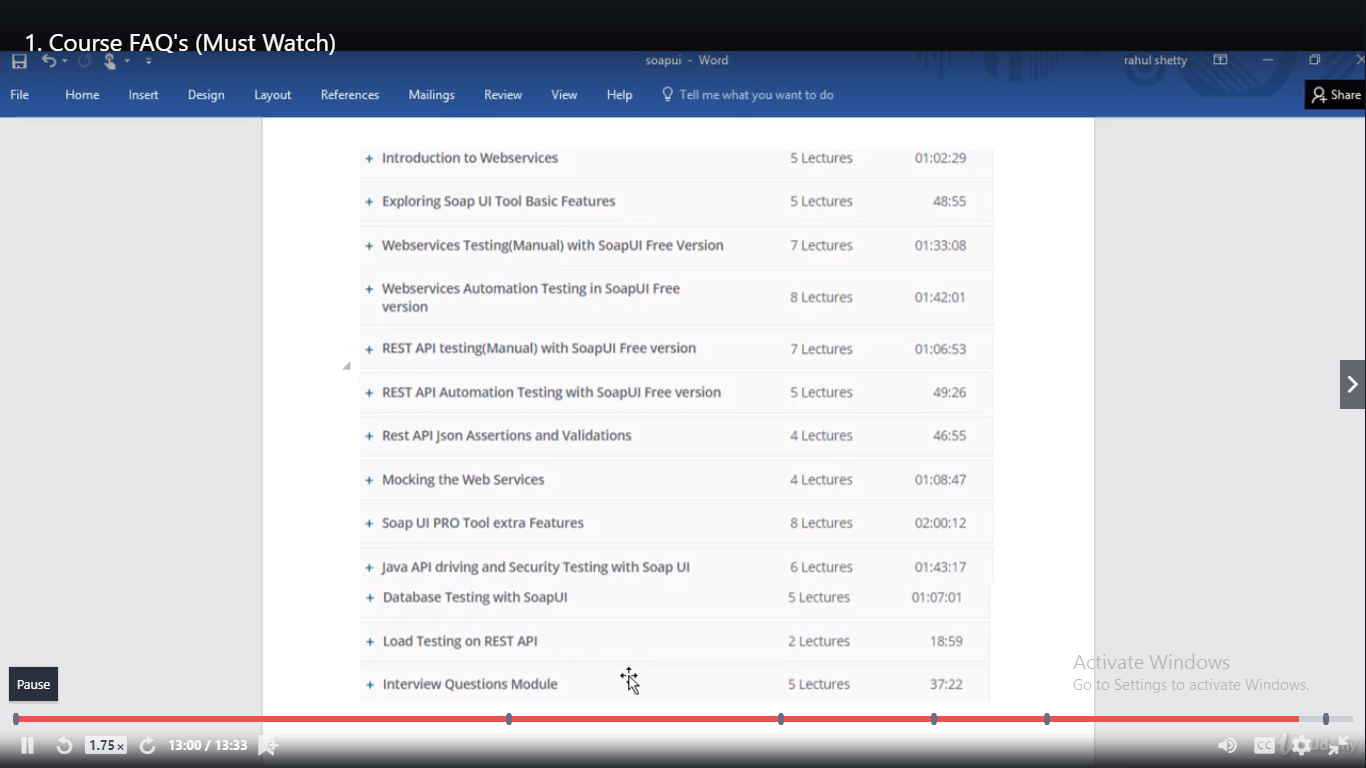 1. Course FAQ's (Must Watch)
soapui - Word
rahul shetty
File Home Insert Design Layout References Mailings Review View Help Tell me what you want to do Share
+ Introduction to Webservices 5 Lectures 01:02:29
+ Exploring Soap UI Tool Basic Features 5 Lectures 48:55
+ Webservices Testing(Manual) with SoapUI Free Version 7 Lectures 01:33:08
+ Webservices Automation Testing in SoapUI Free
version 8 Lectures 01:42:01
+ REST API testing(Manual) with SoapUI Free version 7 Lectures 01:06:53
+ REST API Automation Testing with SoapUI Free version 5 Lectures 49:26
+ Rest API Json Assertions and Validations 4 Lectures 46:55
+ Mocking the Web Services 4 Lectures 01:08:47
+ Soap UI PRO Tool extra Features 8 Lectures 02:00:12
+ Java API driving and Security Testing with Soap UI 6 Lectures 01:43:17
+ Database Testing with SoapUI 5 Lectures 01:07:01
+ Load Testing on REST API 2 Lectures 18:59
+ Interview Questions Module 5 Lectures 37:22
Activate Windows
Go to Settings to activate Windows.
Pause
1.75x 13:00 / 13:33 CC